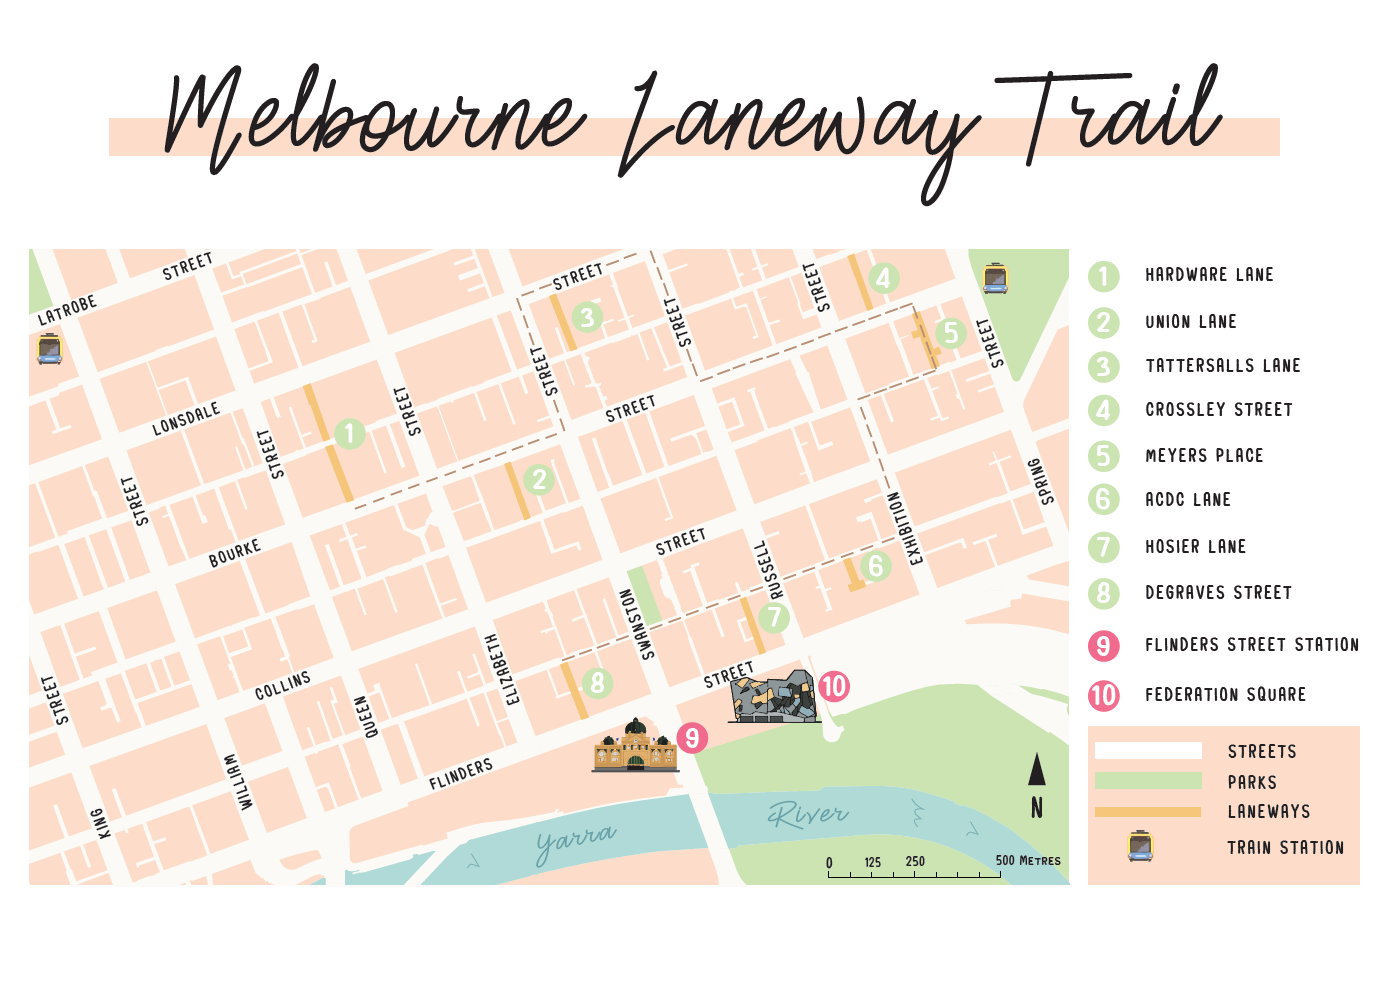 Melbourne Laneway Trail
STREET
LATROBE
STREET
STREET
STREET
STREET
STREET
LONSDALE
STREET
STREET
STREET
STREET
BOURKE
STREET
SPRING
EXHIBITION
RUSSELL
SWANSTON
ELIZABETH
COLLINS
STREET
STREET
QUEEN
WILLIAM
KING
FLINDERS
Yarra
River
1
2
3
4
5
6
7
8
9
10
N
0 125 250 500 METRES
1 HARDWARE LANE
2 UNION LANE
3 TATTERSALLS LANE
4 CROSSLEY STREET
5 MEYERS PLACE
6 ACDC LANE
7 HOSIER LANE
8 DEGRAVES STREET
9 FLINDERS STREET STATION
10 FEDERATION SQUARE
STREETS
PARKS
LANEWAYS
TRAIN STATION